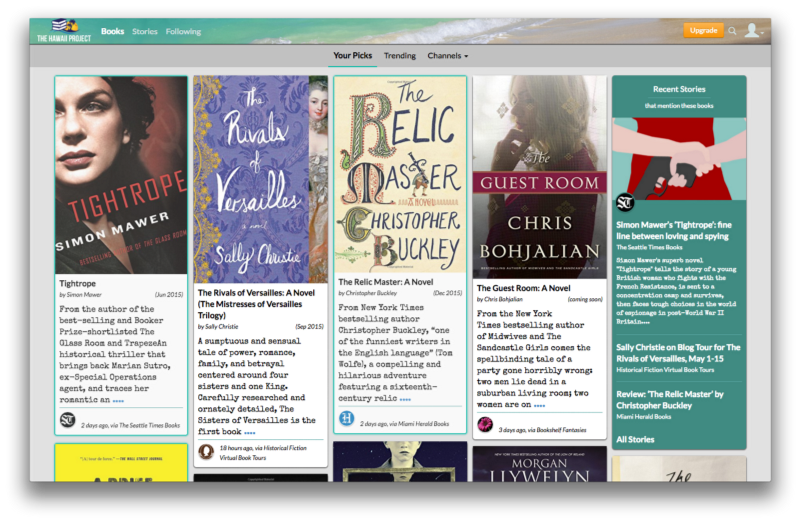 THE HAWAII PROJECT
Books Stories Following
Upgrade
Your Picks Trending Channels
TIGHTROPE
SIMON MAWER
BESTSELLING AUTHOR OF THE GLASS ROOM
Tightrope
by Simon Mawer (Jun 2015)
From the author of the
best-selling and Booker
Prize-shortlisted The
Glass Room and TrapezeAn
historical thriller that
brings back Marian Sutro,
ex-Special Operations
agent, and traces her
romantic an ....
2 days ago, via The Seattle Times Books
The
Rivals
of
Versailles
a novel
Sally Christie
The Rivals of Versailles: A Novel
(The Mistresses of Versailles
Trilogy)
by Sally Christie (Sep 2015)
A sumptuous and sensual
tale of power, romance,
family, and betrayal
centered around four
sisters and one King.
Carefully researched and
ornately detailed, The
Sisters of Versailles is the
first book ....
18 hours ago, via Historical Fiction
Virtual Book Tours
The
RELIC
MASTER
A NOVEL
CHRISTOPHER
BUCKLEY
The Relic Master: A Novel
by Christopher Buckley (Dec 2015)
From New York Times
bestselling author
Christopher Buckley, "one
of the funniest writers in
the English language" (Tom
Wolfe), a compelling and
hilarious adventure
featuring a sixteenth-
century relic ....
2 days ago, via Miami Herald Books
The
GUEST ROOM
CHRIS
BOHJALIAN
BESTSELLING AUTHOR OF MIDWIVES AND THE SANDCASTLE GIRLS
The Guest Room: A Novel
by Chris Bohjalian (coming soon)
From the New York
Times bestselling author
of Midwives and The
Sandcastle Girls comes the
spellbinding tale of a
party gone horribly wrong:
two men lie dead in a
suburban living room; two
women are on ....
3 days ago, via Bookshelf Fantasies
MORGAN
LLYWELYN
Recent Stories
that mention these books
Simon Mawer's 'Tightrope': fine
line between loving and spying
The Seattle Times Books
Simon Mawer's superb novel
"Tightrope" tells the story of a young
British woman who fights with the
French Resistance, is sent to a
concentration camp and survives,
then faces tough choices in the world
of espionage in post-World War II
Britain....
Sally Christie on Blog Tour for The
Rivals of Versailles, May 1-15
Historical Fiction Virtual Book Tours
Review: 'The Relic Master' by
Christopher Buckley
Miami Herald Books
All Stories
The